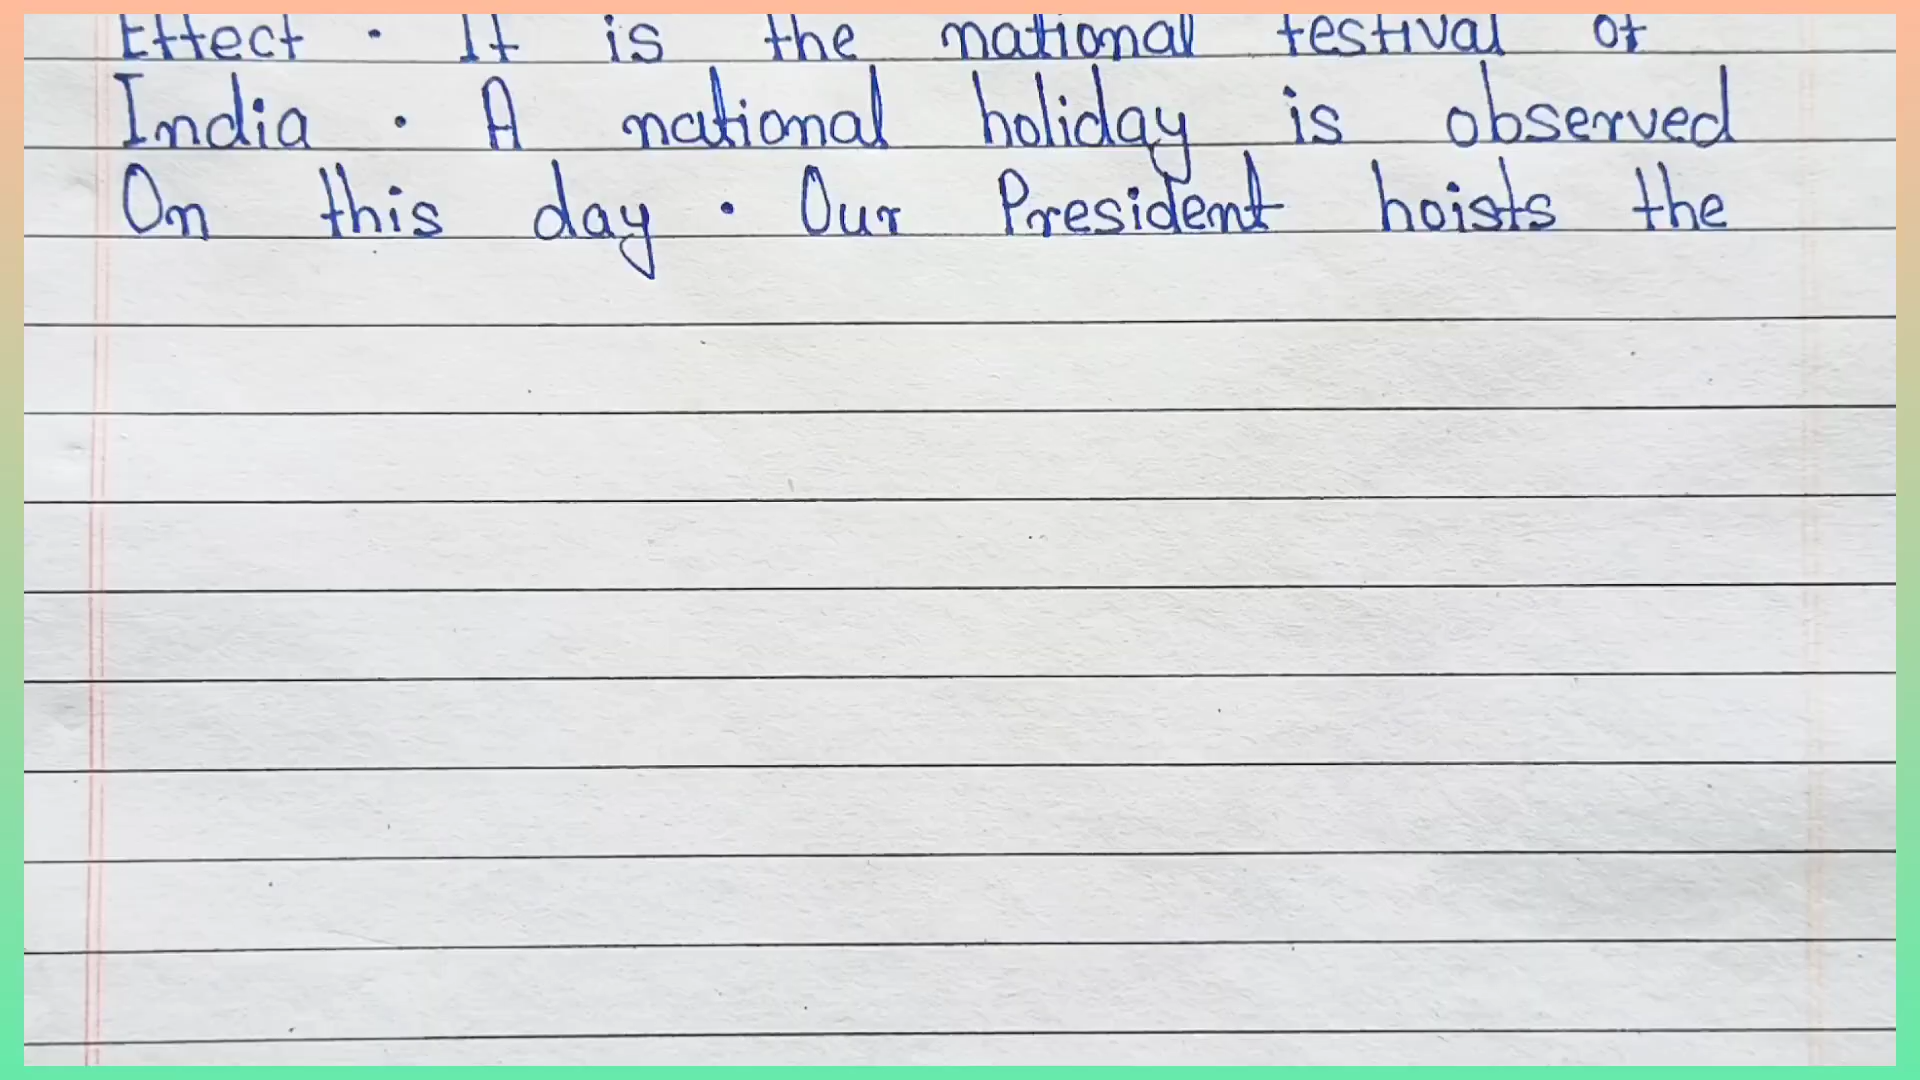 Effect. It is the national festival of
India. A national holiday is observed
On this day. Our President hoists the